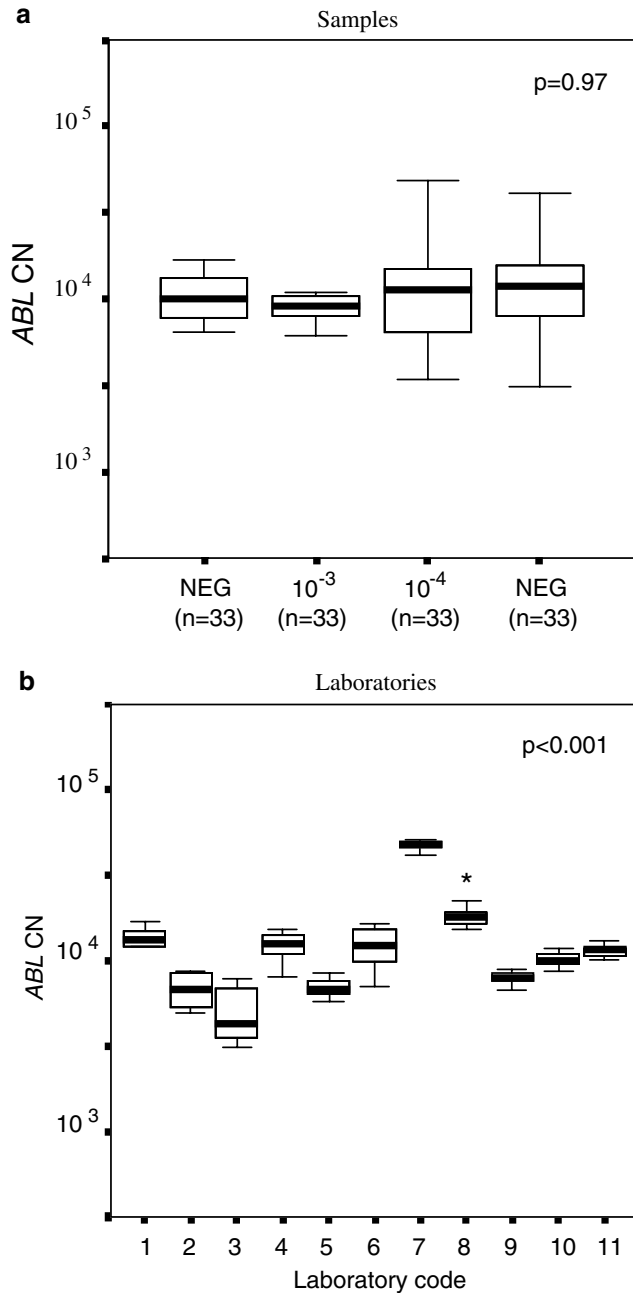 a
Samples
p=0.97
10^5
10^4
10^3
ABL CN
NEG 10^-3 10^-4 NEG
(n=33) (n=33) (n=33) (n=33)
b
Laboratories
p<0.001
10^5
*
10^4
10^3
ABL CN
1 2 3 4 5 6 7 8 9 10 11
Laboratory code